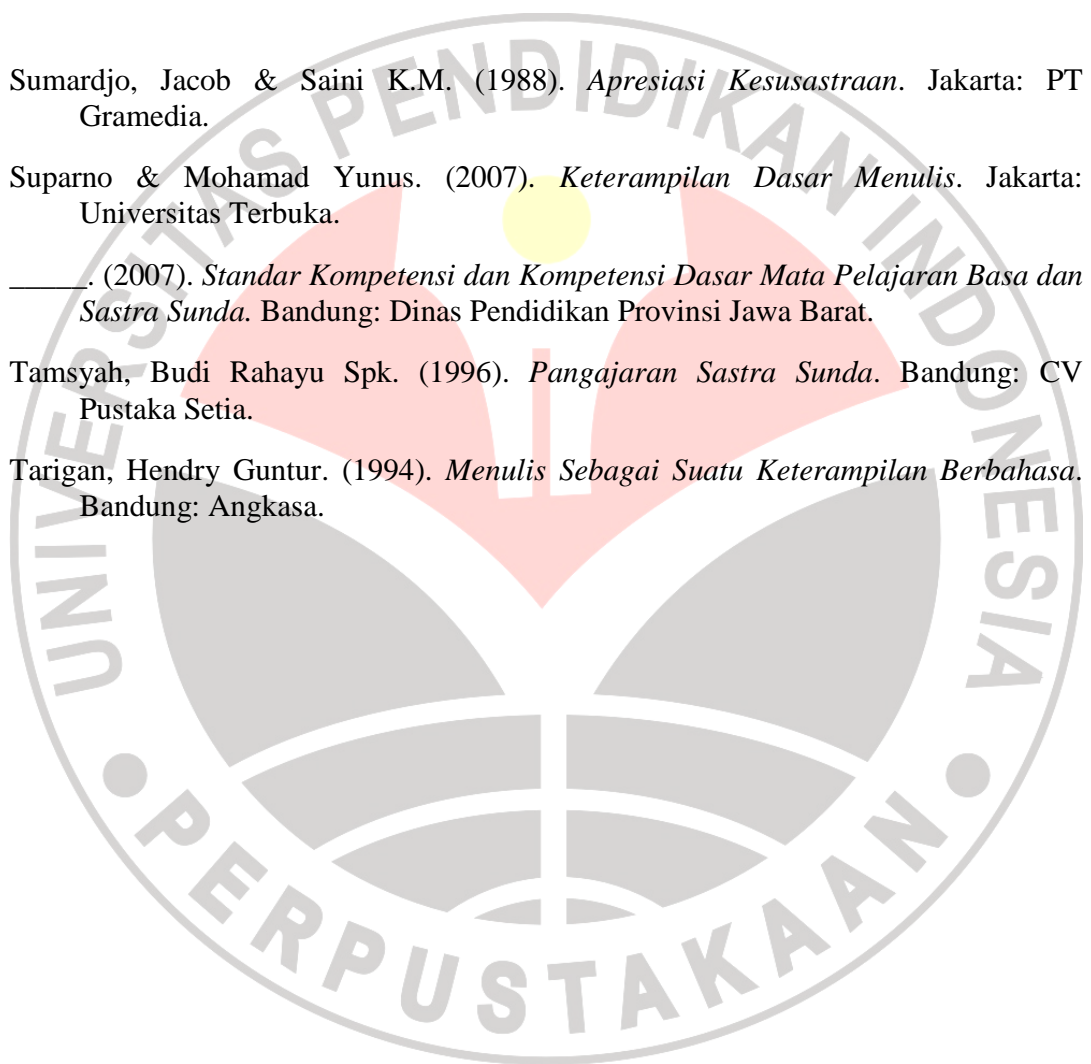 Sumardjo, Jacob & Saini K.M. (1988). Apresiasi Kesusastraan. Jakarta: PT
Gramedia.
Suparno & Mohamad Yunus. (2007). Keterampilan Dasar Menulis. Jakarta:
Universitas Terbuka.
_____. (2007). Standar Kompetensi dan Kompetensi Dasar Mata Pelajaran Basa dan
Sastra Sunda. Bandung: Dinas Pendidikan Provinsi Jawa Barat.
Tamsyah, Budi Rahayu Spk. (1996). Pangajaran Sastra Sunda. Bandung: CV
Pustaka Setia.
Tarigan, Hendry Guntur. (1994). Menulis Sebagai Suatu Keterampilan Berbahasa.
Bandung: Angkasa.
UNIVERSITAS PENDIDIKAN INDONESIA
PERPUSTAKAAN